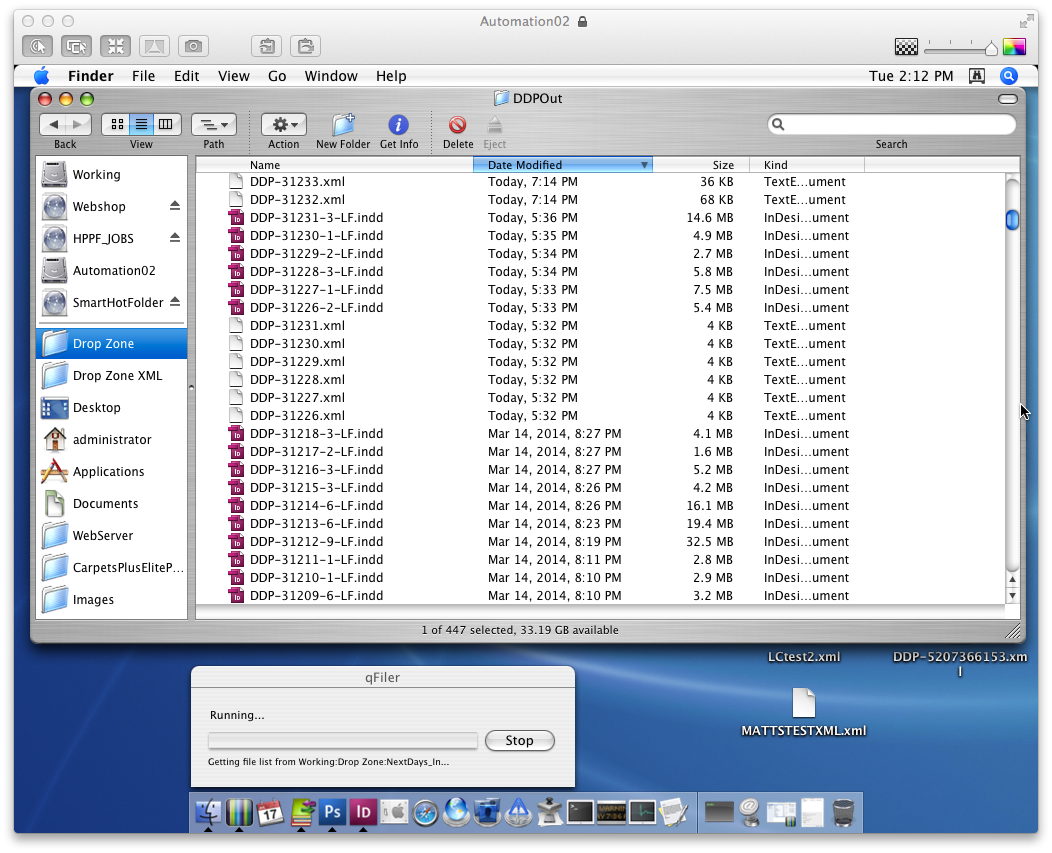 Automation02
Finder File Edit View Go Window Help Tue 2:12 PM
DDPOut
Back View Path Action New Folder Get Info Delete Eject Search
Name Date Modified Size Kind
Working
Webshop
HPPF_JOBS
Automation02
SmartHotFolder
Drop Zone
Drop Zone XML
Desktop
administrator
Applications
Documents
WebServer
CarpetsPlusEliteP...
Images
DDP-31233.xml Today, 7:14 PM 36 KB TextE...ument
DDP-31232.xml Today, 7:14 PM 68 KB TextE...ument
DDP-31231-3-LF.indd Today, 5:36 PM 14.6 MB InDesi...ument
DDP-31230-1-LF.indd Today, 5:35 PM 4.9 MB InDesi...ument
DDP-31229-2-LF.indd Today, 5:34 PM 2.7 MB InDesi...ument
DDP-31228-3-LF.indd Today, 5:34 PM 5.8 MB InDesi...ument
DDP-31227-1-LF.indd Today, 5:33 PM 7.5 MB InDesi...ument
DDP-31226-2-LF.indd Today, 5:33 PM 5.4 MB InDesi...ument
DDP-31231.xml Today, 5:32 PM 4 KB TextE...ument
DDP-31230.xml Today, 5:32 PM 4 KB TextE...ument
DDP-31229.xml Today, 5:32 PM 4 KB TextE...ument
DDP-31228.xml Today, 5:32 PM 4 KB TextE...ument
DDP-31227.xml Today, 5:32 PM 4 KB TextE...ument
DDP-31226.xml Today, 5:32 PM 4 KB TextE...ument
DDP-31218-3-LF.indd Mar 14, 2014, 8:27 PM 4.1 MB InDesi...ument
DDP-31217-2-LF.indd Mar 14, 2014, 8:27 PM 1.6 MB InDesi...ument
DDP-31216-3-LF.indd Mar 14, 2014, 8:27 PM 5.2 MB InDesi...ument
DDP-31215-3-LF.indd Mar 14, 2014, 8:26 PM 4.2 MB InDesi...ument
DDP-31214-6-LF.indd Mar 14, 2014, 8:26 PM 16.1 MB InDesi...ument
DDP-31213-6-LF.indd Mar 14, 2014, 8:23 PM 19.4 MB InDesi...ument
DDP-31212-9-LF.indd Mar 14, 2014, 8:19 PM 32.5 MB InDesi...ument
DDP-31211-1-LF.indd Mar 14, 2014, 8:11 PM 2.8 MB InDesi...ument
DDP-31210-1-LF.indd Mar 14, 2014, 8:10 PM 2.9 MB InDesi...ument
DDP-31209-6-LF.indd Mar 14, 2014, 8:10 PM 3.2 MB InDesi...ument
1 of 447 selected, 33.19 GB available
LCtest2.xml
DDP-5207366153.xm
l
MATTSTESTXML.xml
qFiler
Running...
Stop
Getting file list from Working:Drop Zone:NextDays_In...
17
Ps
ID